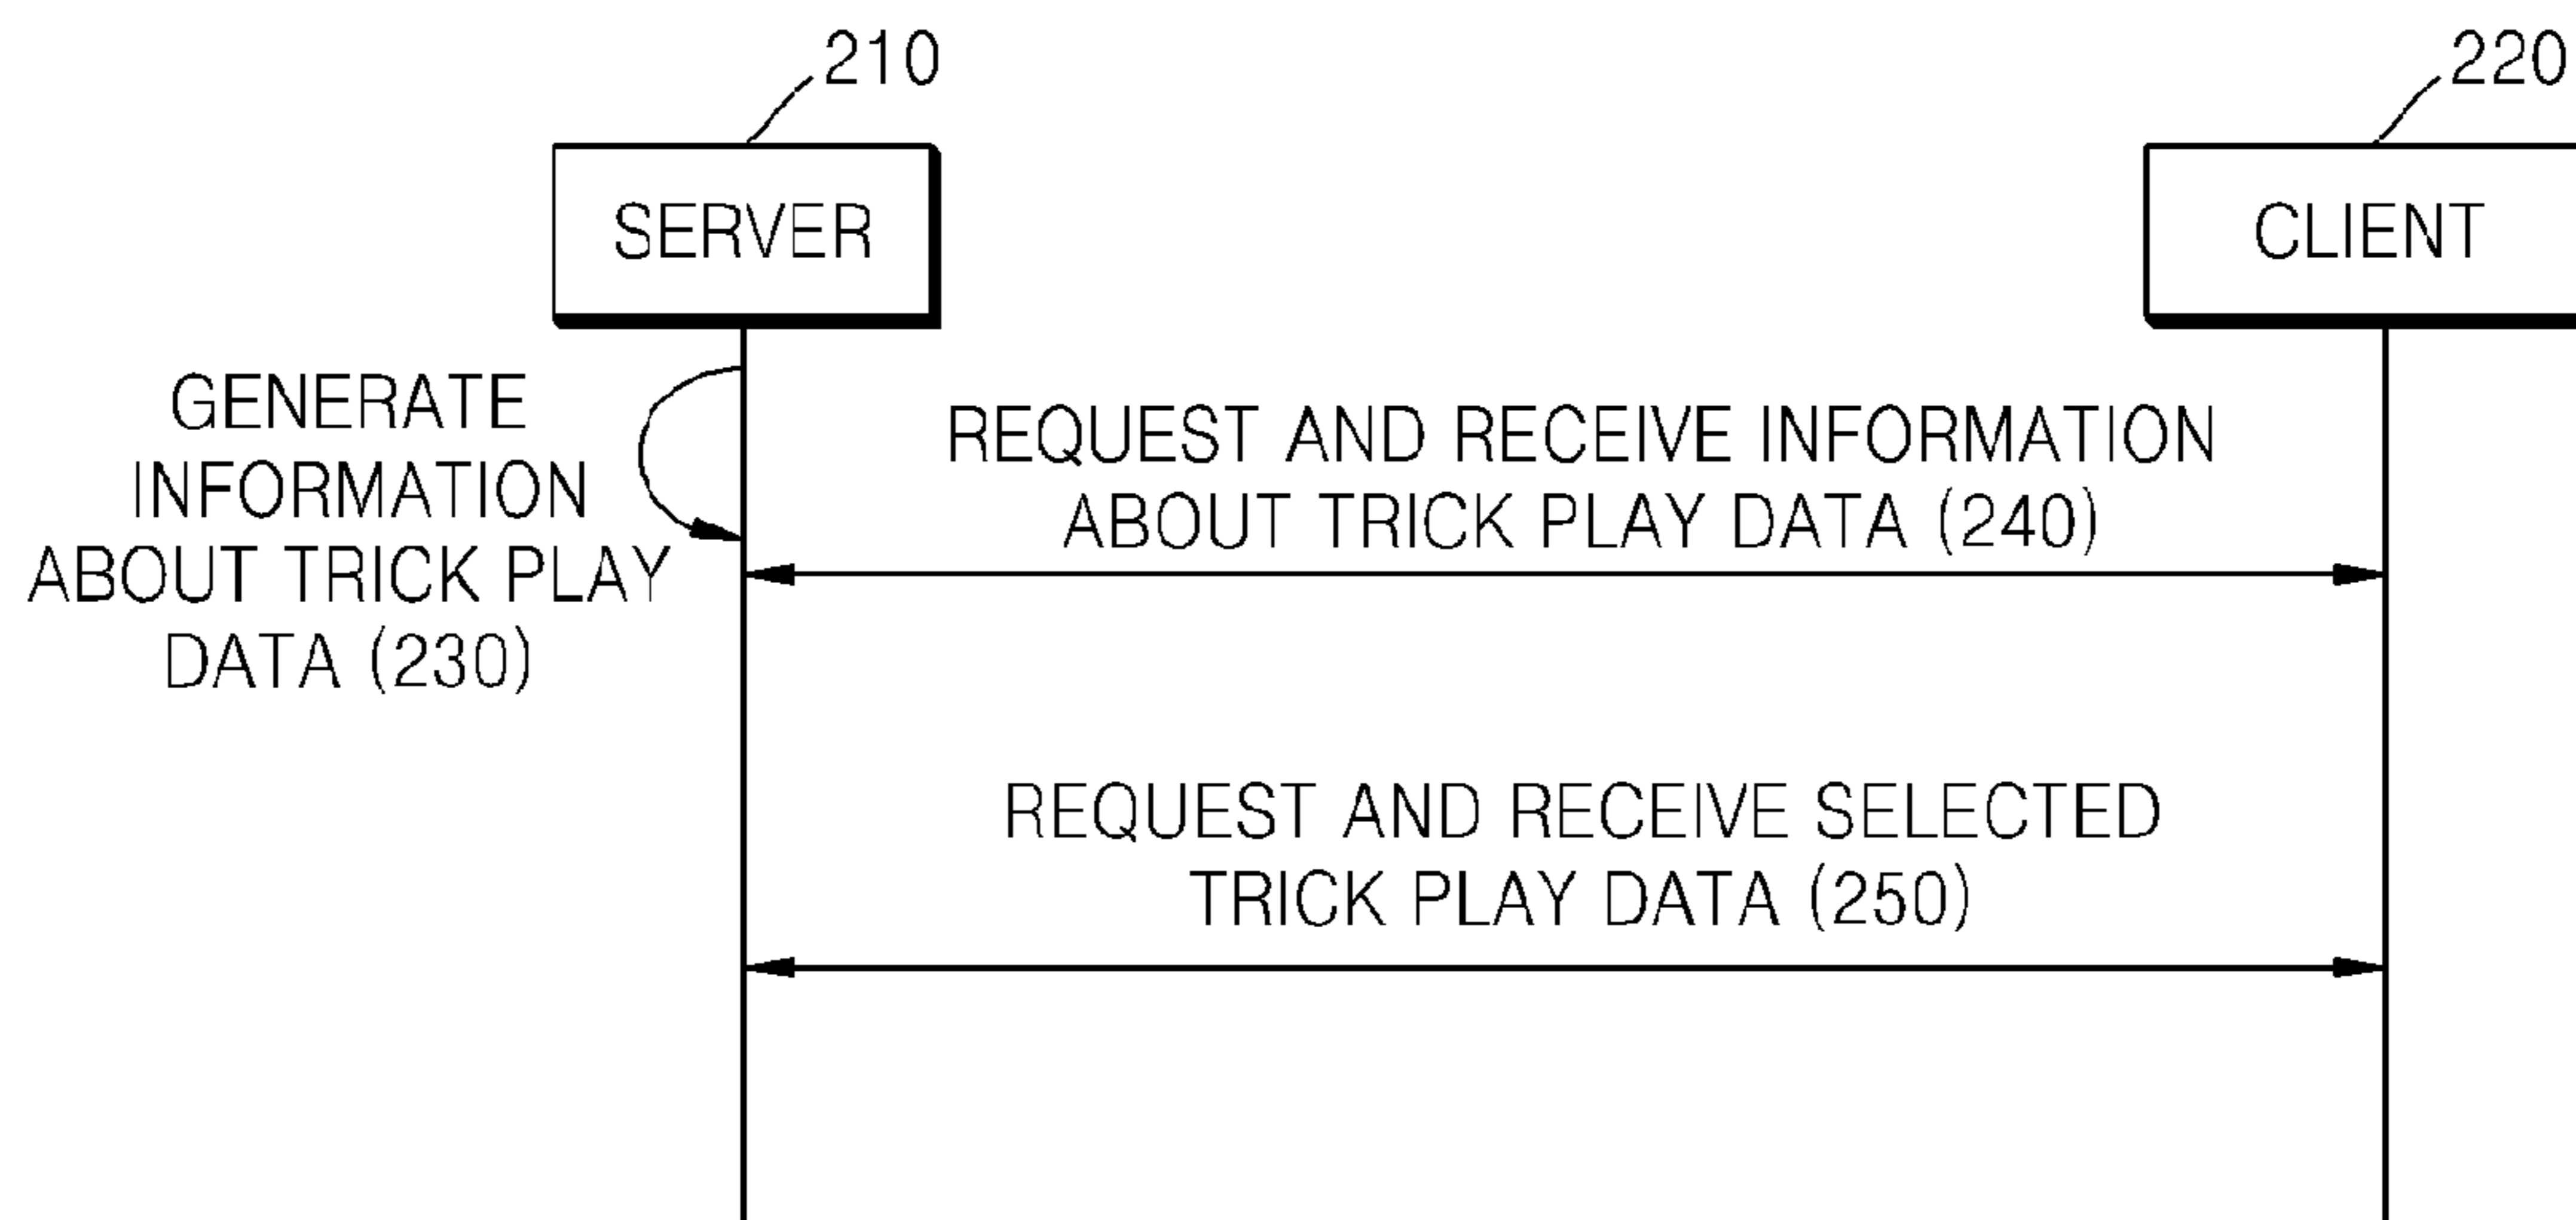 210
220
SERVER
CLIENT
GENERATE
INFORMATION
ABOUT TRICK PLAY
DATA (230)
REQUEST AND RECEIVE INFORMATION
ABOUT TRICK PLAY DATA (240)
REQUEST AND RECEIVE SELECTED
TRICK PLAY DATA (250)